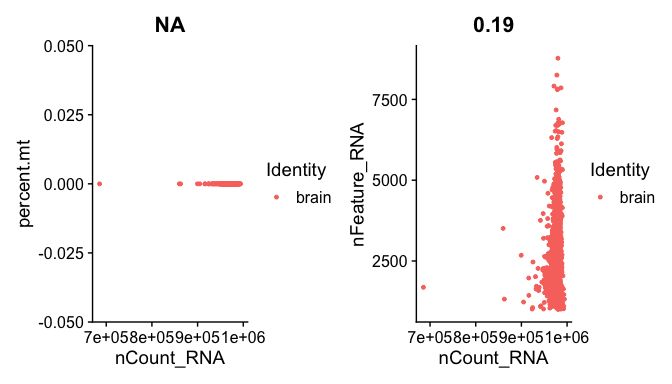 NA
0.050
0.025
0.000
-0.025
-0.050
percent.mt
7e+058e+059e+051e+06
nCount_RNA
Identity
brain
0.19
7500
5000
2500
nFeature_RNA
7e+058e+059e+051e+06
nCount_RNA
Identity
brain